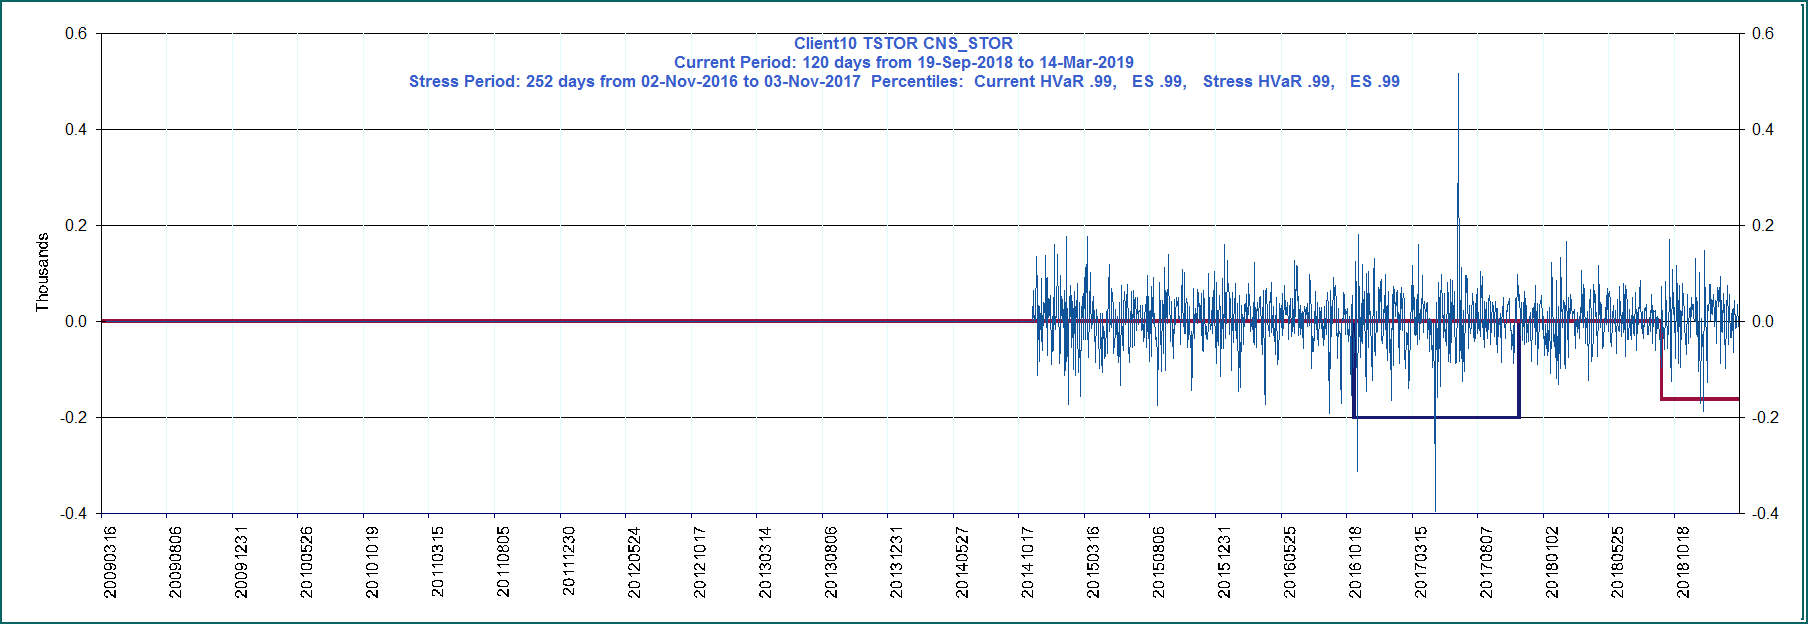 Client10 TSTOR CNS_STOR
Current Period: 120 days from 19-Sep-2018 to 14-Mar-2019
Stress Period: 252 days from 02-Nov-2016 to 03-Nov-2017 Percentiles: Current HVaR .99, ES .99, Stress HVaR .99, ES .99
0.6 0.6
0.4 0.4
0.2 0.2
Thousands
0.0 0.0
-0.2 -0.2
-0.4 -0.4
20090316 20090806 20091231 20100526 20101019 20110315 20110805 20111230 20120524 20121017 20130314 20130806 20131231 20140527 20141017 20150316 20150806 20151231 20160525 20161018 20170315 20170807 20180102 20180525 20181018